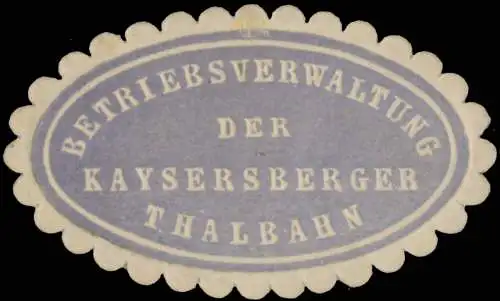 BETRIEBSVERWALTUNG
DER
KAYSERSBERGER
THALBAHN